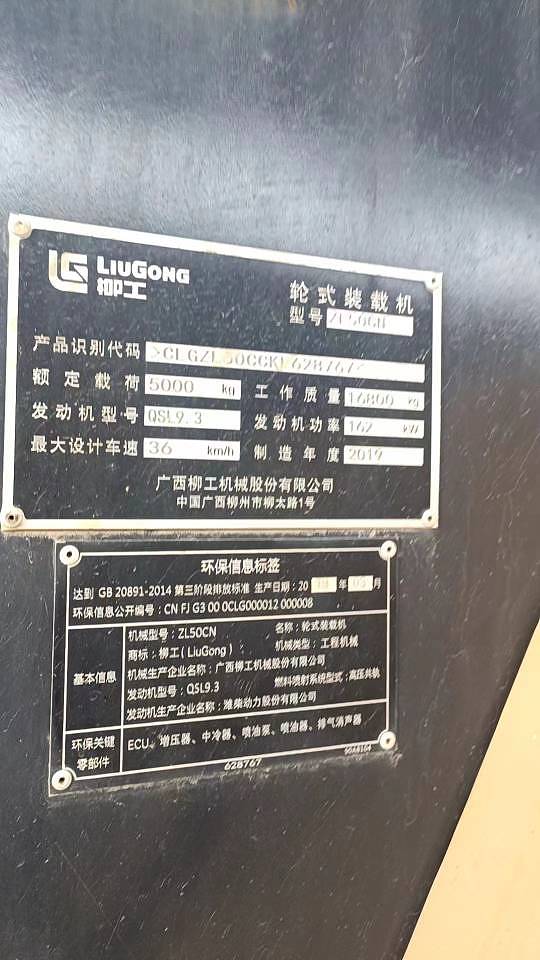 LIUGONG
柳工
轮式装载机
型号 ZL50CN
产品识别代码
额定载荷 5000 kg 工作质量 16800 kg
发动机型号 QSL9.3 发动机功率 162 kW
最大设计车速 36 km/h 制造年度 2019
广西柳工机械股份有限公司
中国广西柳州市柳太路1号
环保信息标签
达到 GB 20891-2014 第三阶段排放标准 生产日期：20 年 月
环保信息公开编号：CN FJ G3 00 0CLG000012 000008
基本信息
机械型号：ZL50CN 名称：轮式装载机
商标：柳工(LiuGong) 机械类型：工程机械
机械生产企业名称：广西柳工机械股份有限公司
发动机型号：QSL9.3 燃料喷射系统型式：高压共轨
发动机生产企业名称：潍柴动力股份有限公司
环保关键零部件
ECU、增压器、中冷器、喷油泵、喷油器、排气消声器
628767